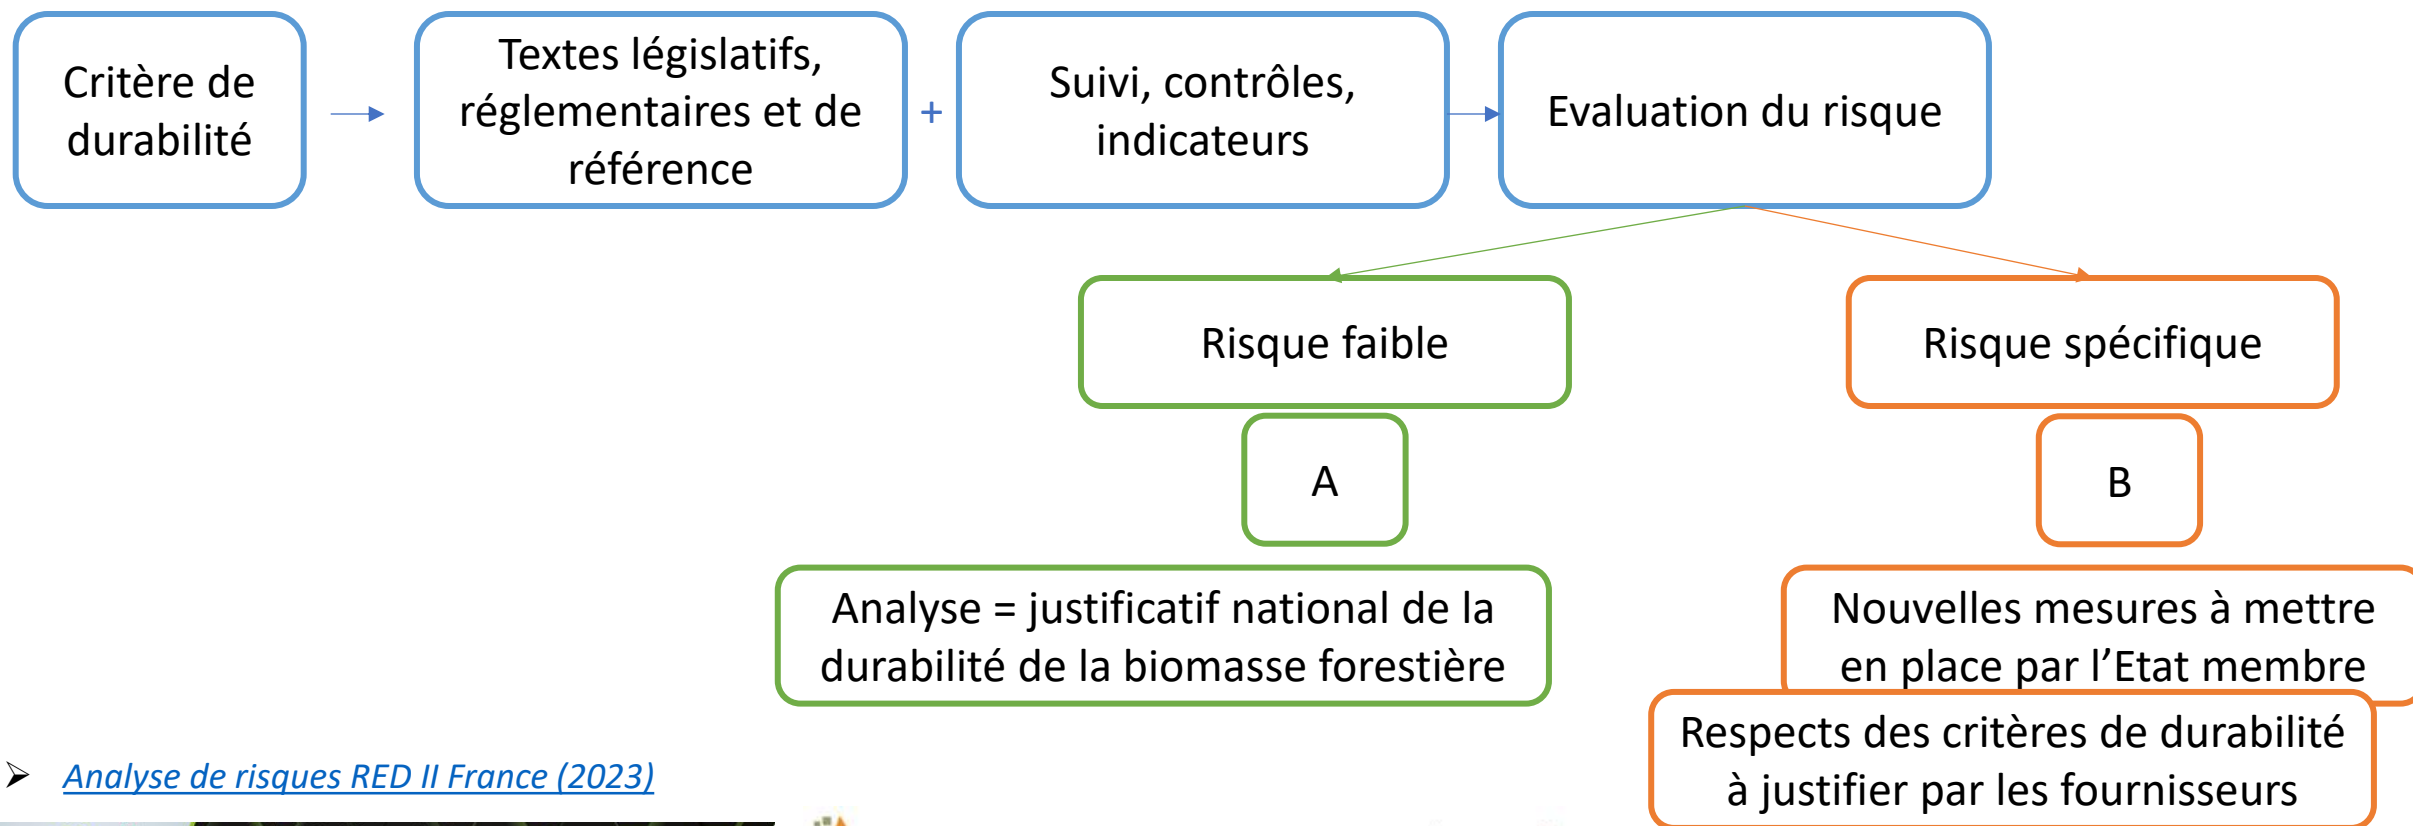 Critère de
durabilité
Textes législatifs,
réglementaires et de
référence
+
Suivi, contrôles,
indicateurs
Evaluation du risque
Risque faible
Risque spécifique
A
B
Analyse = justificatif national de la
durabilité de la biomasse forestière
Nouvelles mesures à mettre
en place par l’Etat membre
Respects des critères de durabilité
à justifier par les fournisseurs
➢ Analyse de risques RED II France (2023)